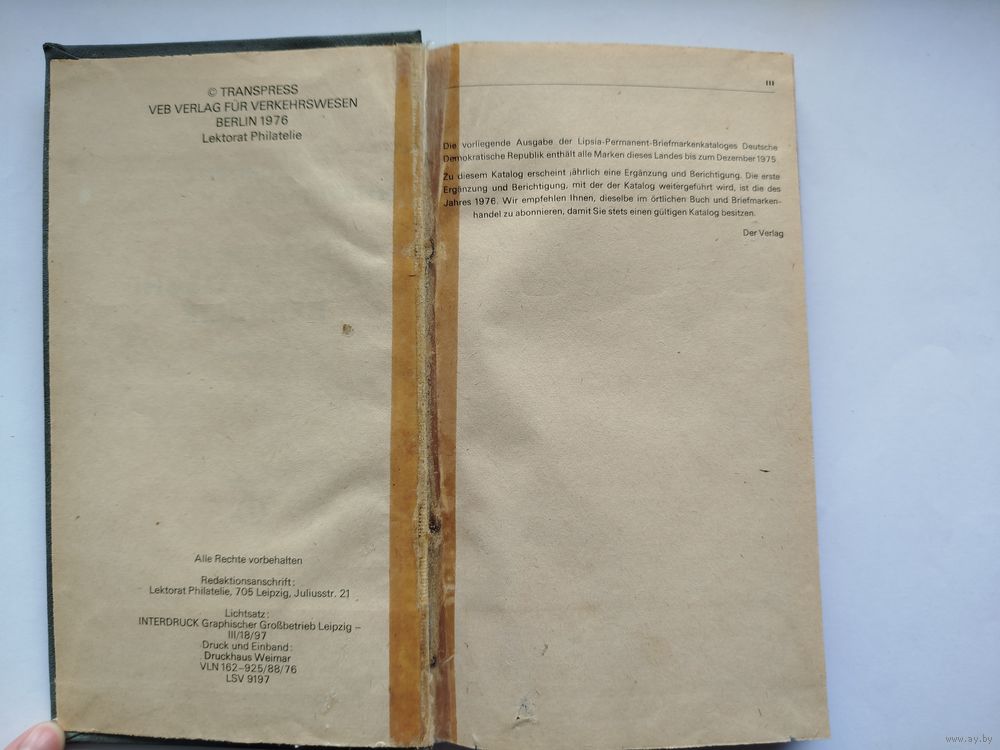 © TRANSPRESS
VEB VERLAG FÜR VERKEHRSWESEN
BERLIN 1976
Lektorat Philatelie
Alle Rechte vorbehalten
Redaktionsanschrift:
Lektorat Philatelie, 705 Leipzig, Juliusstr. 21
Lichtsatz:
INTERDRUCK Graphischer Großbetrieb Leipzig –
III/18/97
Druck und Einband:
Druckhaus Weimar
VLN 162–925/88/76
LSV 9197
III
Die vorliegende Ausgabe der Lipsia-Permanent-Briefmarkenkataloges Deutsche
Demokratische Republik enthält alle Marken dieses Landes bis zum Dezember 1975.
Zu diesem Katalog erscheint jährlich eine Ergänzung und Berichtigung. Die erste
Ergänzung und Berichtigung, mit der der Katalog weitergeführt wird, ist die des
Jahres 1976. Wir empfehlen Ihnen, dieselbe im örtlichen Buch und Briefmarken-
handel zu abonnieren, damit Sie stets einen gültigen Katalog besitzen.
Der Verlag
www.ay.by